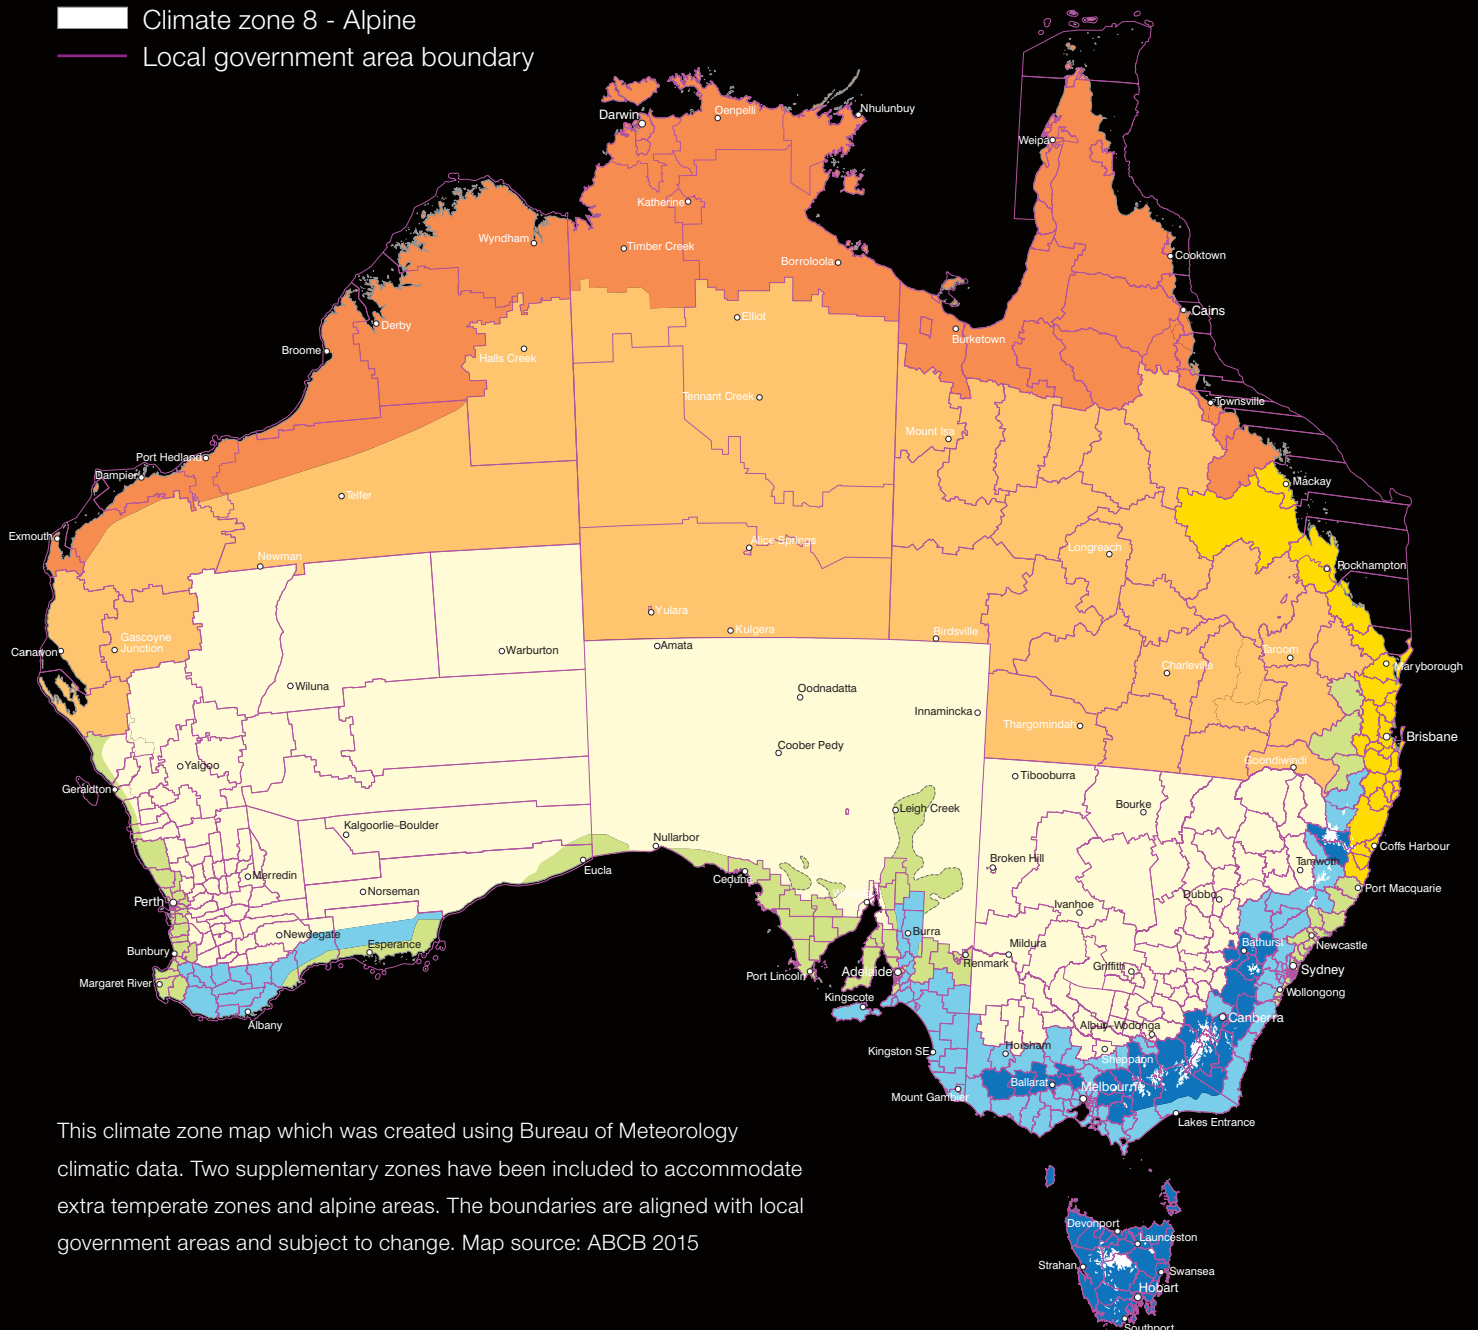 Climate zone 8 - Alpine
Local government area boundary
Darwin
Oenpelli
Nhulunbuy
Weipa
Katherine
Wyndham
Timber Creek
Borroloola
Cooktown
Elliot
Cains
Derby
Broome
Halls Creek
Burketown
Tennant Creek
Townsville
Mount Isa
Port Hedland
Dampier
Telfer
Mackay
Exmouth
Newman
Alice Springs
Longreach
Rockhampton
Yulara
Kulgera
Birdsville
Gascoyne
Junction
Canarvon
Warburton
Amata
Taroom
Charleville
Maryborough
Wiluna
Oodnadatta
Innamincka
Thargomindah
Brisbane
Coober Pedy
Yalgoo
Goondiwindi
Tibooburra
Geraldton
Leigh Creek
Bourke
Kalgoorlie–Boulder
Nullarbor
Coffs Harbour
Broken Hill
Tamwoth
Eucla
Merredin
Ceduna
Norseman
Port Macquarie
Dubbo
Perth
Ivanhoe
Newdegate
Burra
Esperance
Mildura
Bathurst
Newcastle
Bunbury
Renmark
Griffith
Sydney
Port Lincoln
Adelaide
Margaret River
Kingscote
Wollongong
Albany
Canberra
Albury–Wodonga
Kingston SE
Horsham
Shepparton
Ballarat
Melbourne
Mount Gambier
Lakes Entrance
This climate zone map which was created using Bureau of Meteorology
climatic data. Two supplementary zones have been included to accommodate
extra temperate zones and alpine areas. The boundaries are aligned with local
government areas and subject to change. Map source: ABCB 2015
Devonport
Launceston
Strahan
Swansea
Hobart
Southport